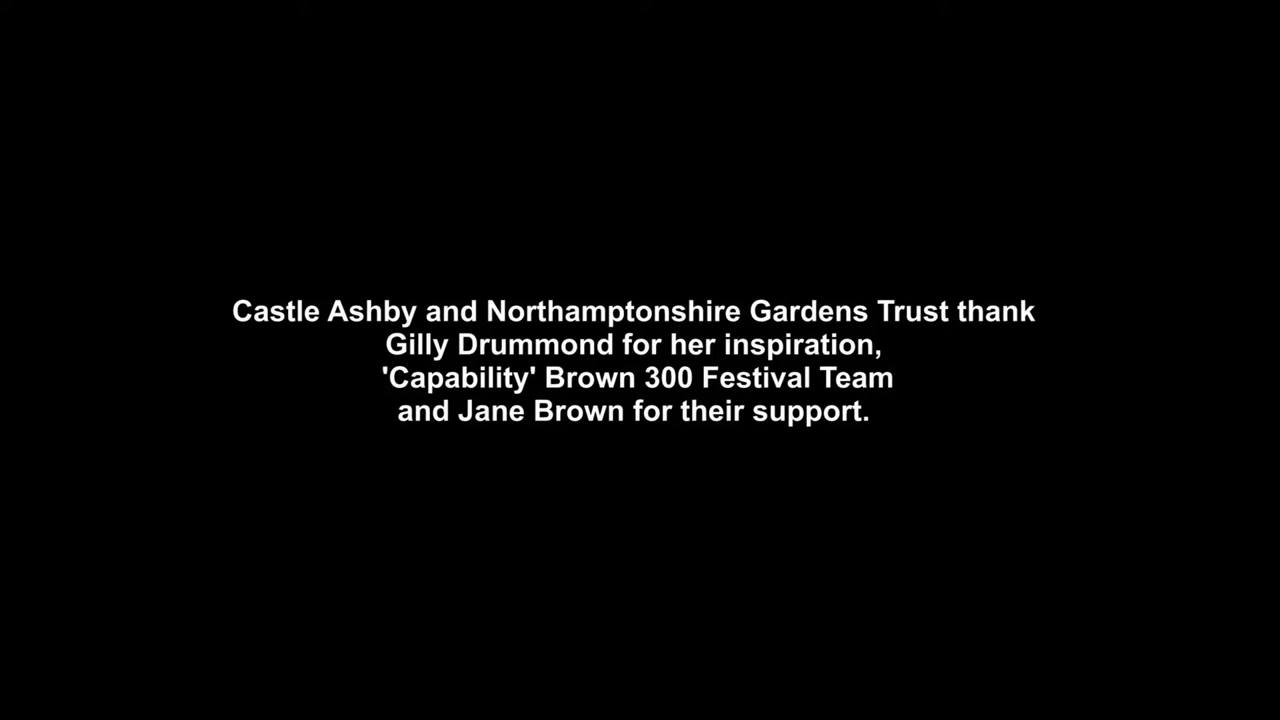 Castle Ashby and Northamptonshire Gardens Trust thank
Gilly Drummond for her inspiration,
'Capability' Brown 300 Festival Team
and Jane Brown for their support.